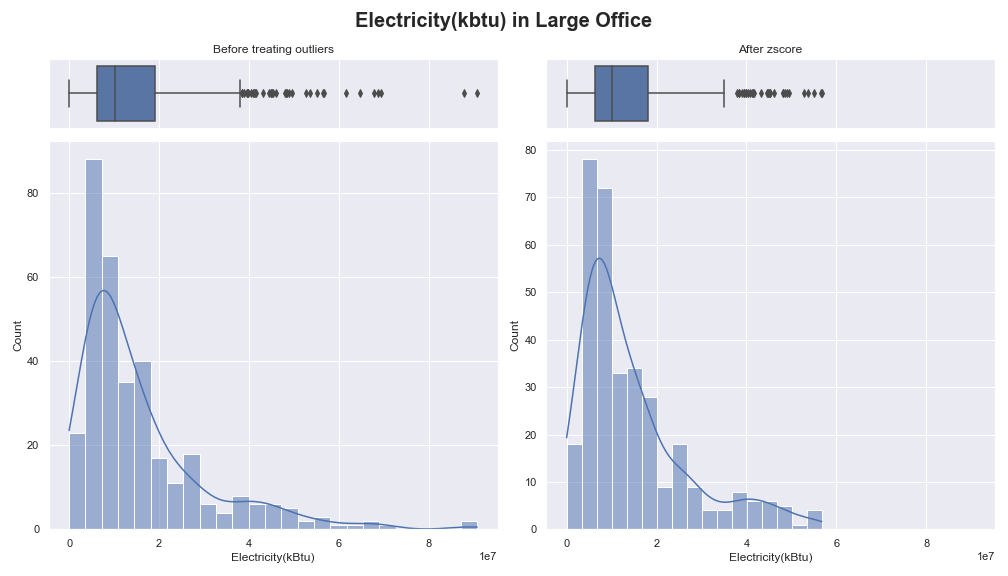 Electricity(kbtu) in Large Office
Before treating outliers
After zscore
80
60
40
20
0
Count
0 2 4 6 8
1e7
Electricity(kBtu)
80
70
60
50
40
30
20
10
0
Count
0 2 4 6 8
1e7
Electricity(kBtu)